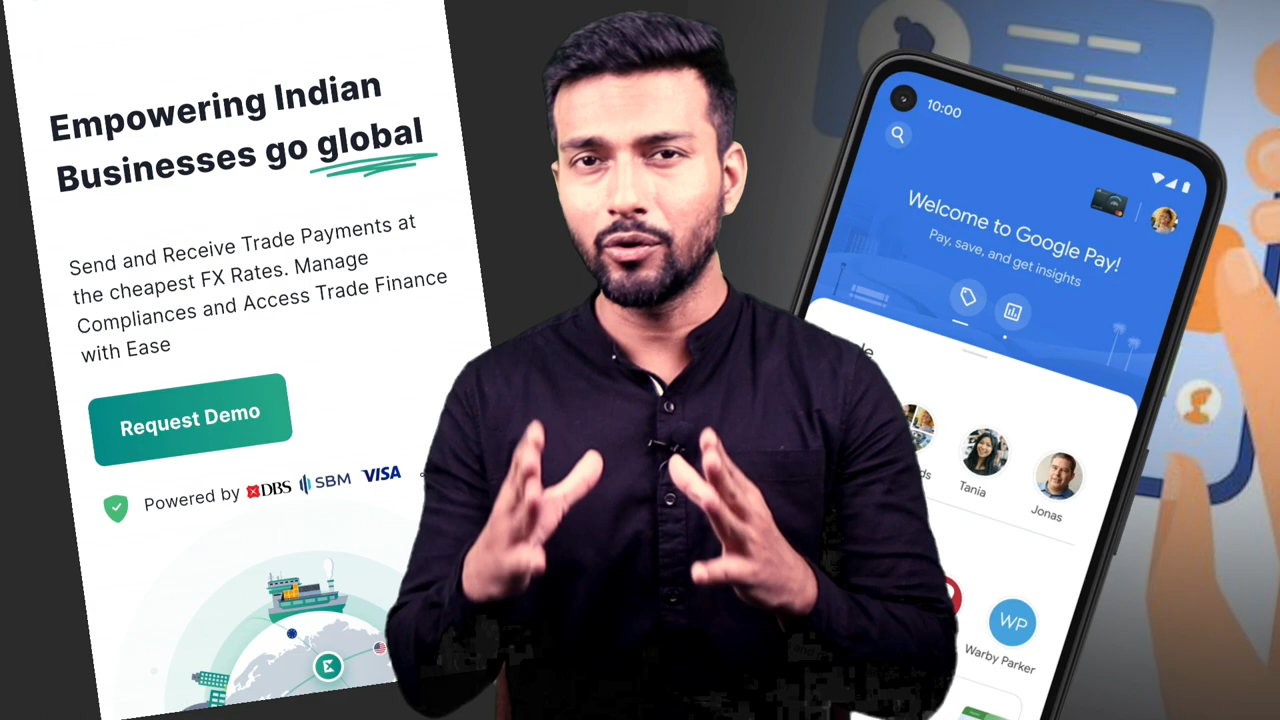 Empowering Indian
Businesses go global
Send and Receive Trade Payments at
the cheapest FX Rates. Manage
Compliances and Access Trade Finance
with Ease
Request Demo
Powered by DBS SBM VISA
10:00
Welcome to Google Pay!
Pay, save, and get insights
Tania
Jonas
WP
Warby Parker